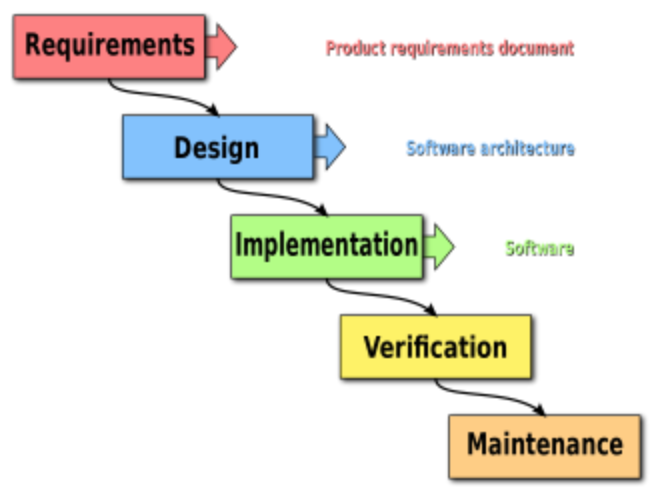 Requirements
Product requirements document
Design
Software architecture
Implementation
Software
Verification
Maintenance